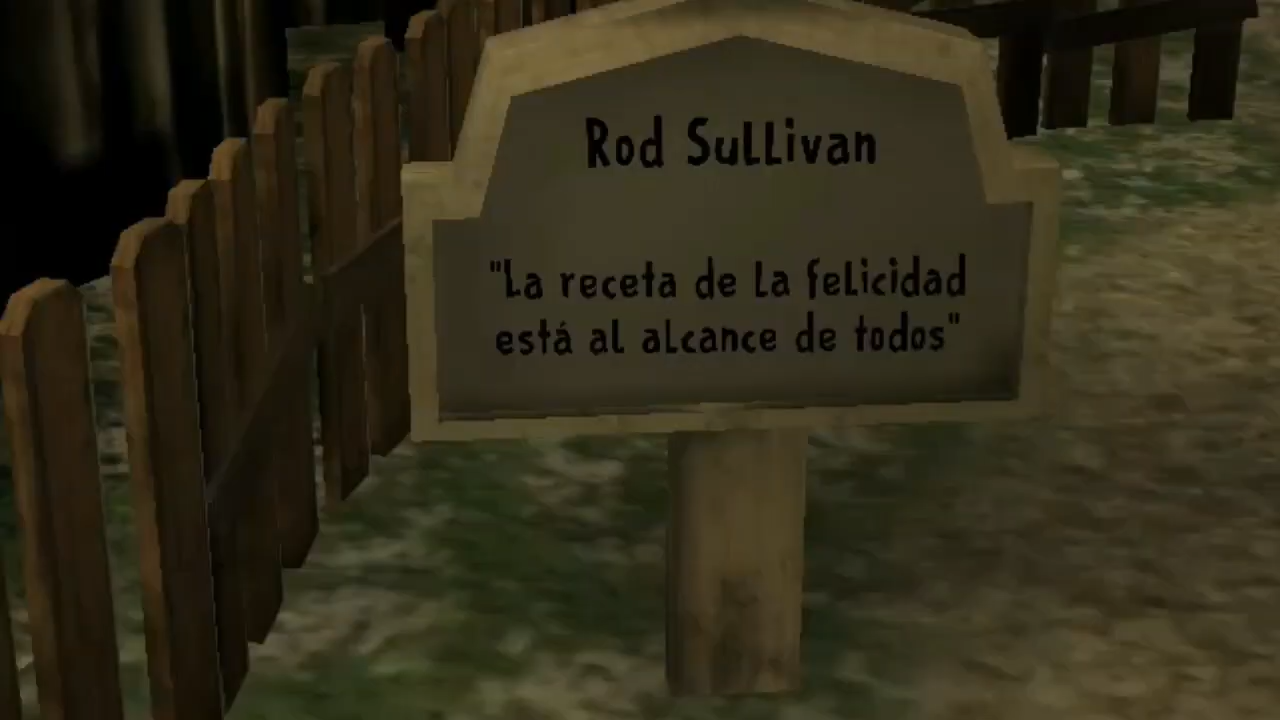 Rod Sullivan
"La receta de la felicidad
está al alcance de todos"